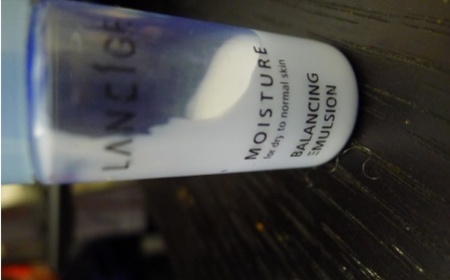 LANEIGE
MOISTURE
for dry to normal skin
BALANCING
EMULSION